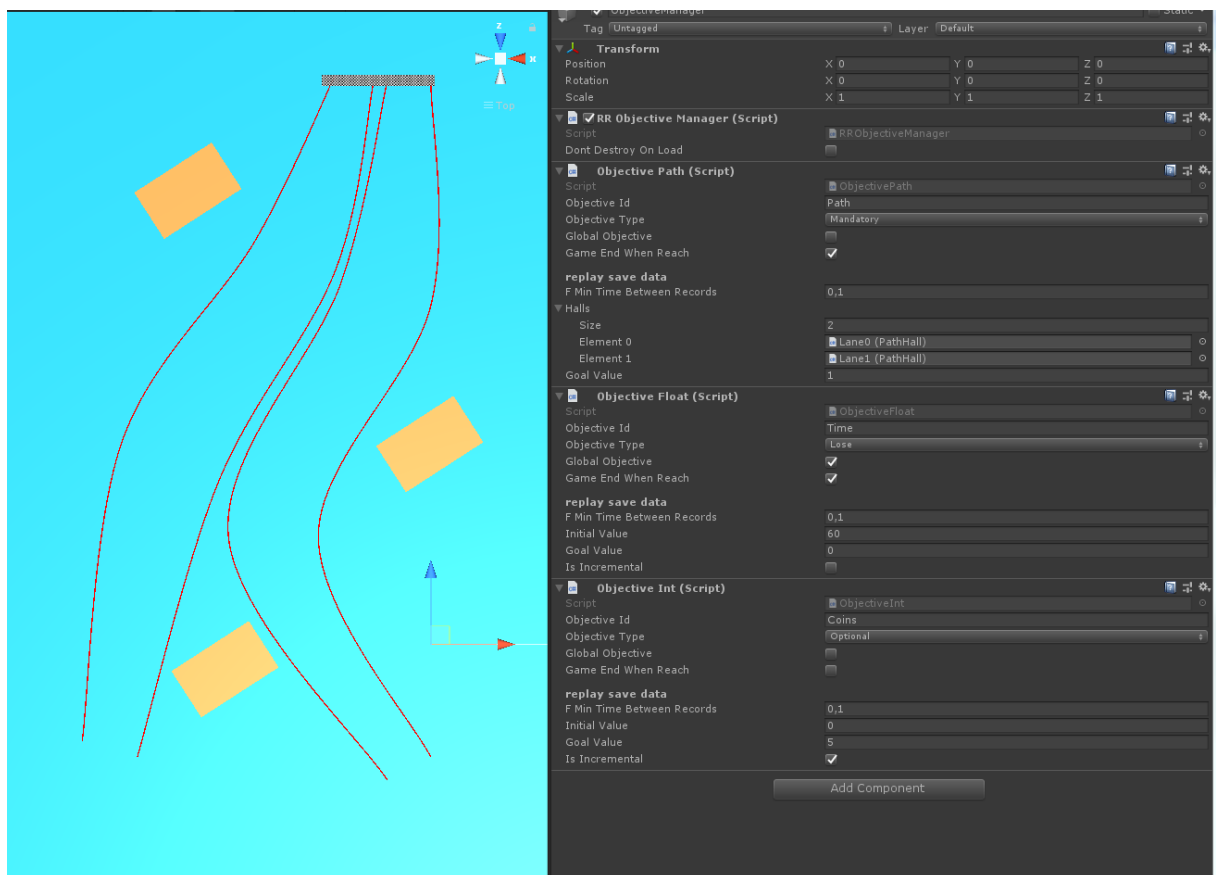 z
x
Top
ObjectiveManager
Static
Tag Untagged Layer Default
Transform
Position X 0 Y 0 Z 0
Rotation X 0 Y 0 Z 0
Scale X 1 Y 1 Z 1
RR Objective Manager (Script)
Script RRObjectiveManager
Dont Destroy On Load
Objective Path (Script)
Script ObjectivePath
Objective Id Path
Objective Type Mandatory
Global Objective
Game End When Reach
replay save data
F Min Time Between Records 0,1
Halls
Size 2
Element 0 Lane0 (PathHall)
Element 1 Lane1 (PathHall)
Goal Value 1
Objective Float (Script)
Script ObjectiveFloat
Objective Id Time
Objective Type Lose
Global Objective
Game End When Reach
replay save data
F Min Time Between Records 0,1
Initial Value 60
Goal Value 0
Is Incremental
Objective Int (Script)
Script ObjectiveInt
Objective Id Coins
Objective Type Optional
Global Objective
Game End When Reach
replay save data
F Min Time Between Records 0,1
Initial Value 0
Goal Value 5
Is Incremental
Add Component